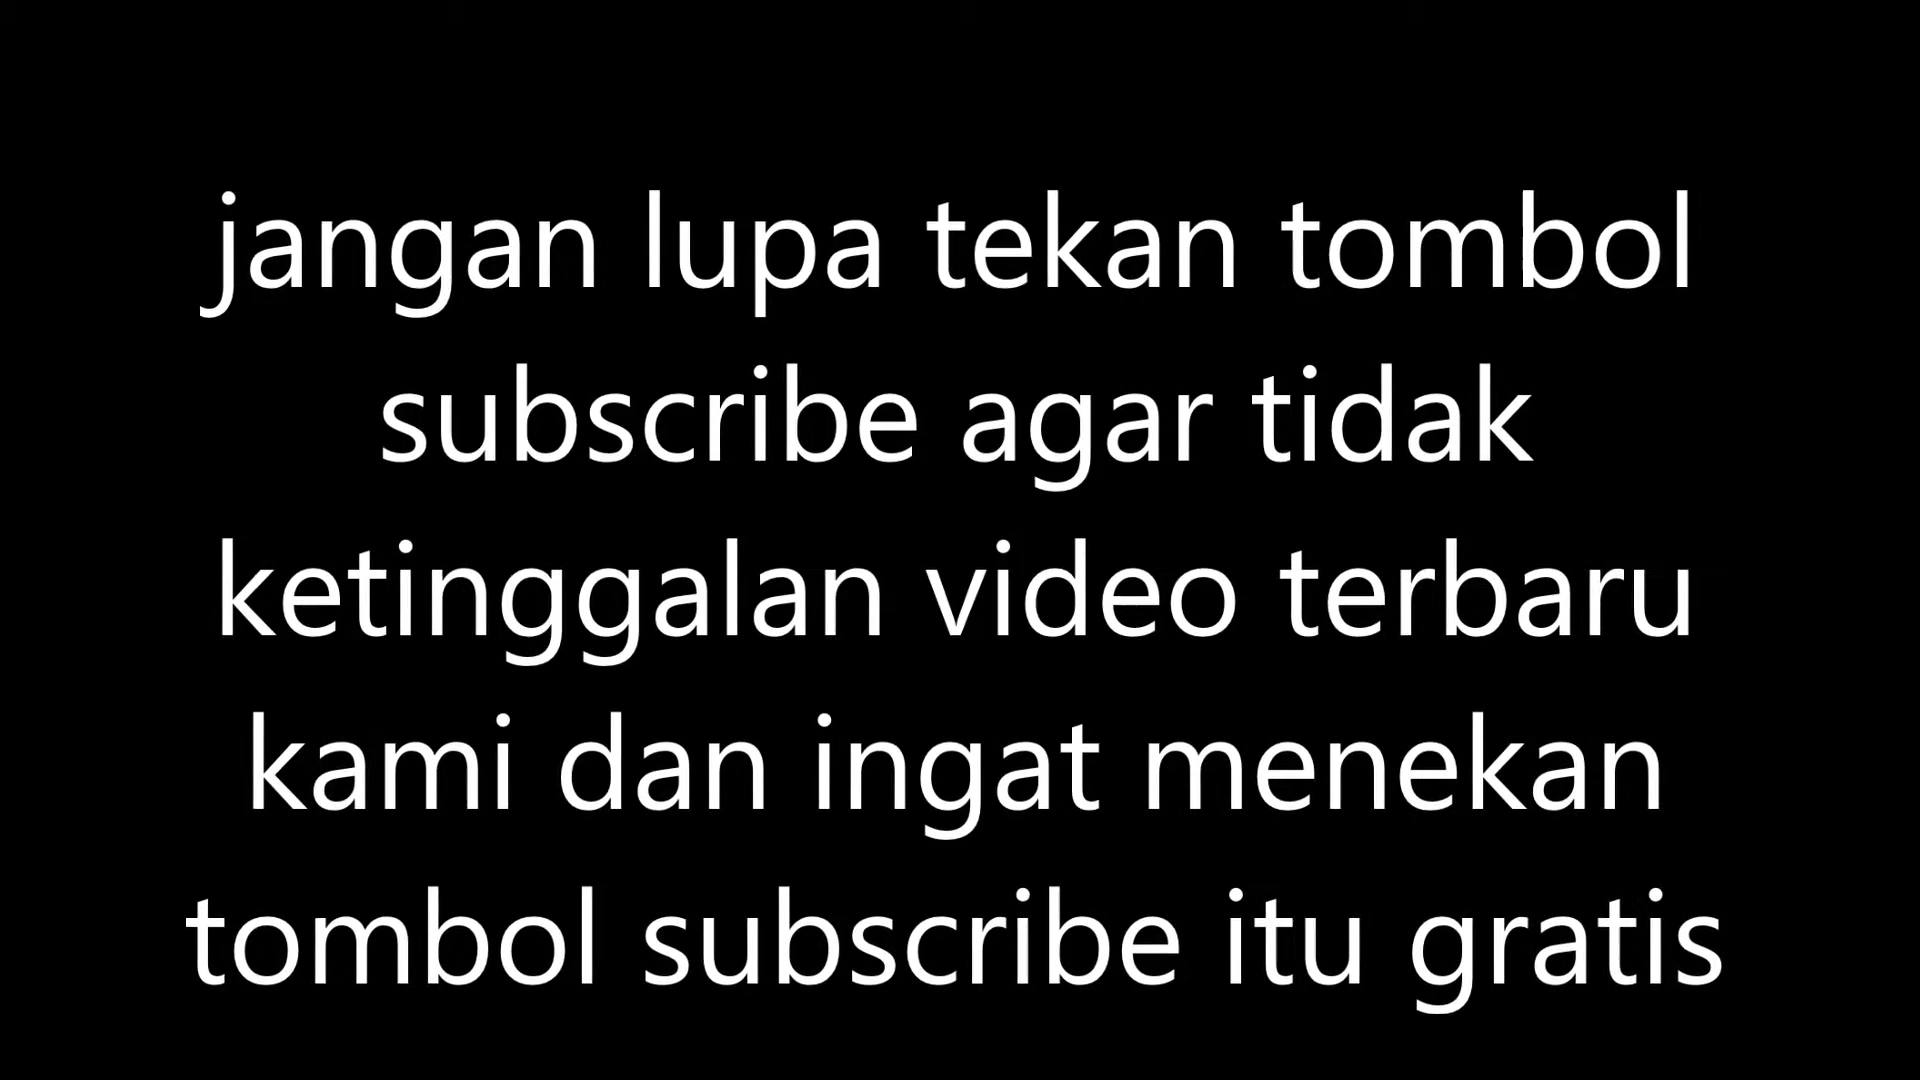 jangan lupa tekan tombol
subscribe agar tidak
ketinggalan video terbaru
kami dan ingat menekan
tombol subscribe itu gratis